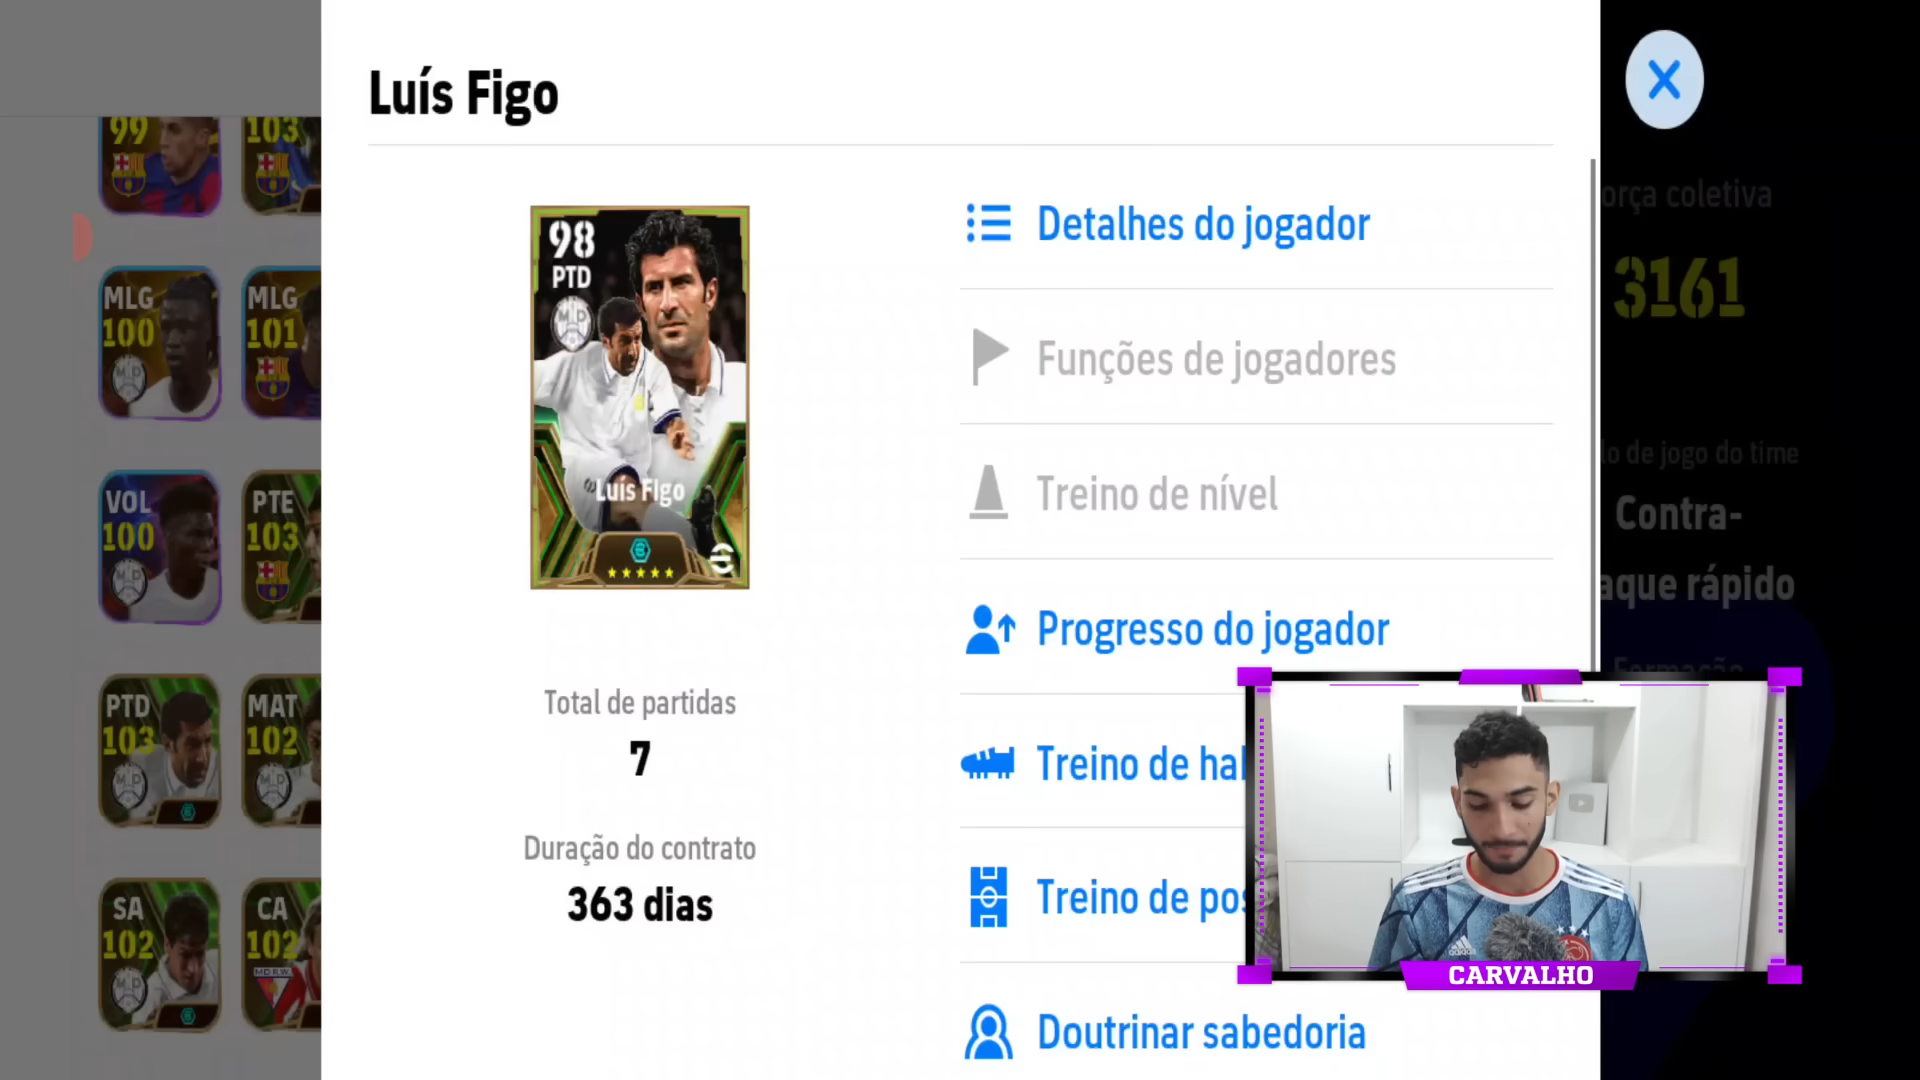 Luís Figo
99
103
MLG
100
MLG
101
VOL
100
PTE
103
PTD
103
MAT
102
SA
102
CA
102
98
PTD
Luís Figo
Total de partidas
7
Duração do contrato
363 dias
Detalhes do jogador
Funções de jogadores
Treino de nível
Progresso do jogador
Treino de hal
Treino de pos
Doutrinar sabedoria
X
orça coletiva
3161
lo de jogo do time
Contra-
aque rápido
Formação
CARVALHO